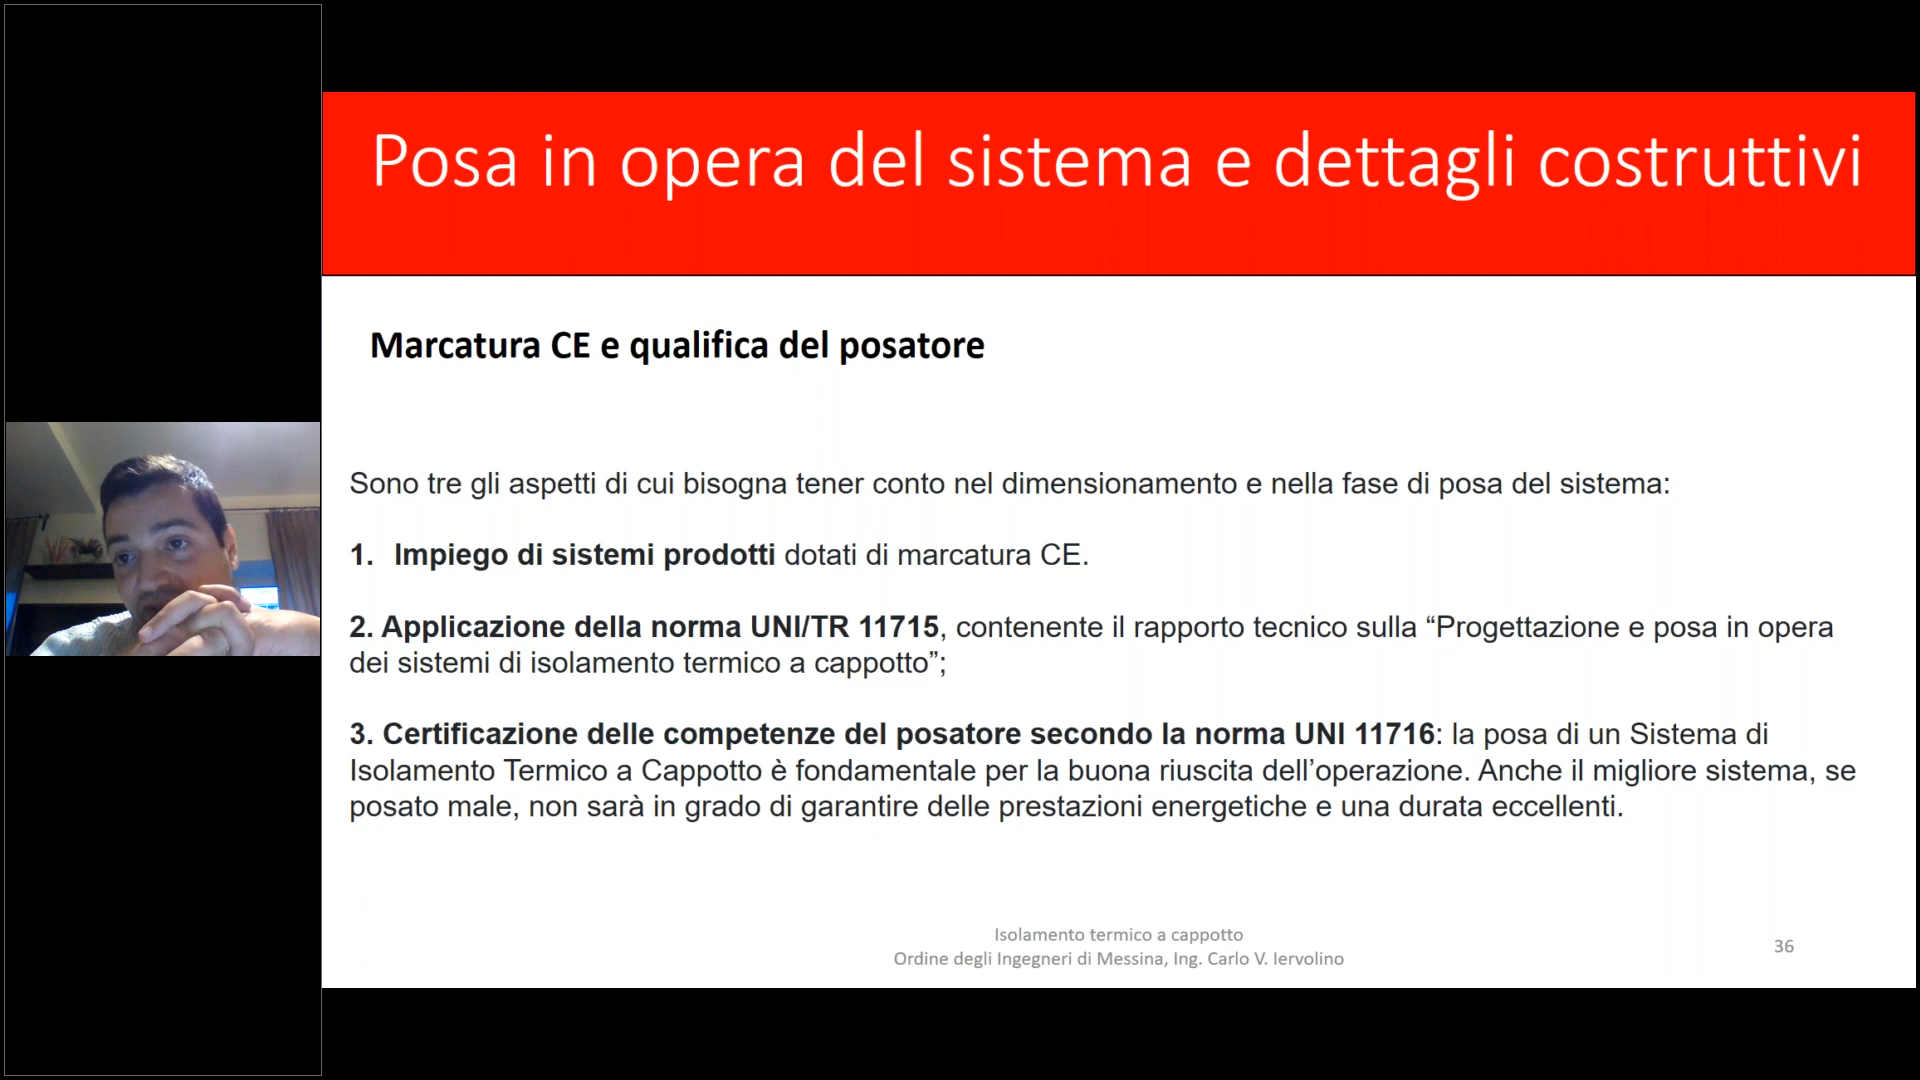 Posa in opera del sistema e dettagli costruttivi
Marcatura CE e qualifica del posatore
Sono tre gli aspetti di cui bisogna tener conto nel dimensionamento e nella fase di posa del sistema:
1. Impiego di sistemi prodotti dotati di marcatura CE.
2. Applicazione della norma UNI/TR 11715, contenente il rapporto tecnico sulla “Progettazione e posa in opera
dei sistemi di isolamento termico a cappotto”;
3. Certificazione delle competenze del posatore secondo la norma UNI 11716: la posa di un Sistema di
Isolamento Termico a Cappotto è fondamentale per la buona riuscita dell’operazione. Anche il migliore sistema, se
posato male, non sarà in grado di garantire delle prestazioni energetiche e una durata eccellenti.
Isolamento termico a cappotto
Ordine degli Ingegneri di Messina, Ing. Carlo V. Iervolino
36